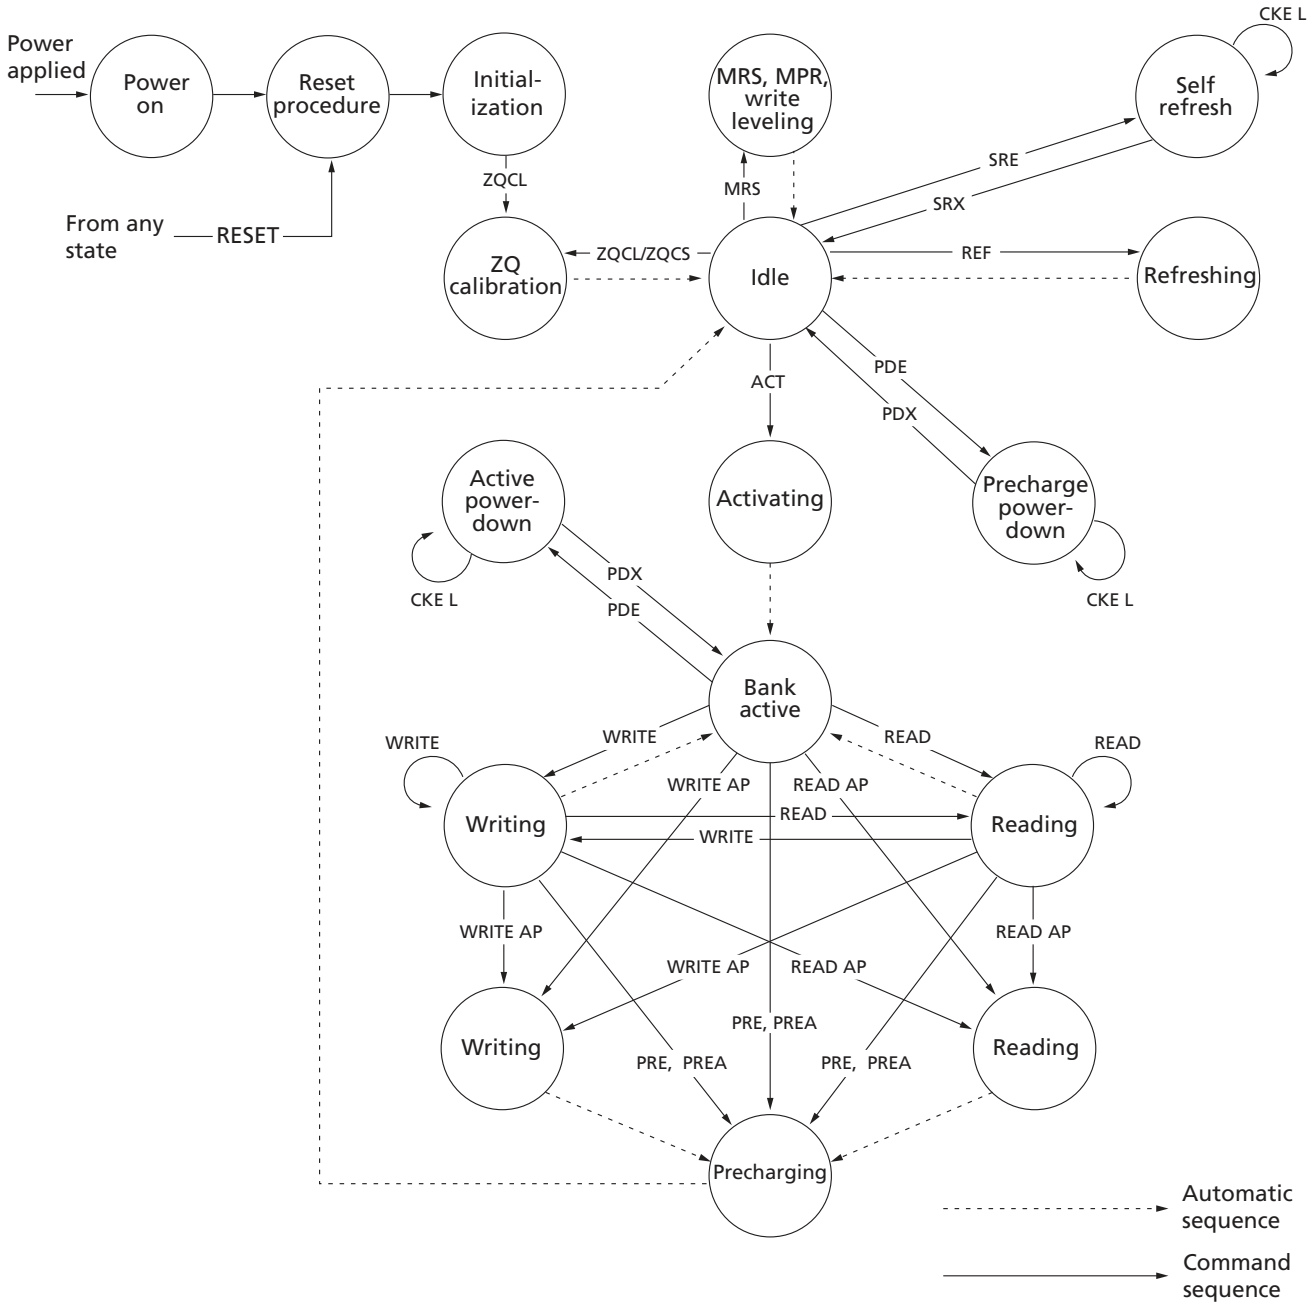 CKE L
Power
applied
Power
on
Reset
procedure
Initial-
ization
MRS, MPR,
write
leveling
Self
refresh
ZQCL
MRS
SRE
SRX
From any
state
RESET
ZQ
calibration
ZQCL/ZQCS
Idle
REF
Refreshing
PDE
ACT
PDX
Active
power-
down
Activating
Precharge
power-
down
PDX
CKE L
PDE
CKE L
Bank
active
WRITE
WRITE
READ
READ
WRITE AP
READ AP
Writing
READ
WRITE
Reading
WRITE AP
READ AP
WRITE AP
READ AP
PRE, PREA
Writing
PRE, PREA
PRE, PREA
Reading
Precharging
Automatic
sequence
Command
sequence